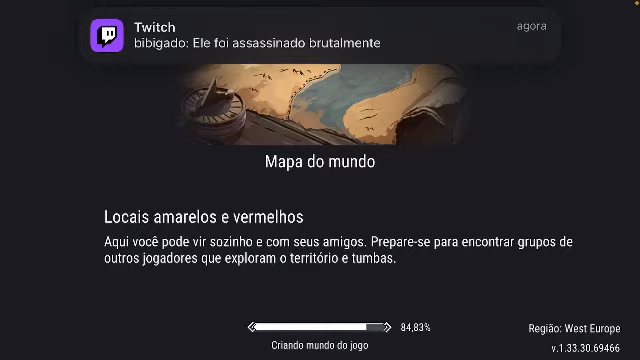 Twitch
agora
bibigado: Ele foi assassinado brutalmente
Mapa do mundo
Locais amarelos e vermelhos
Aqui você pode vir sozinho e com seus amigos. Prepare-se para encontrar grupos de
outros jogadores que exploram o território e tumbas.
84,83%
Criando mundo do jogo
Região: West Europe
v.1.33.30.69466